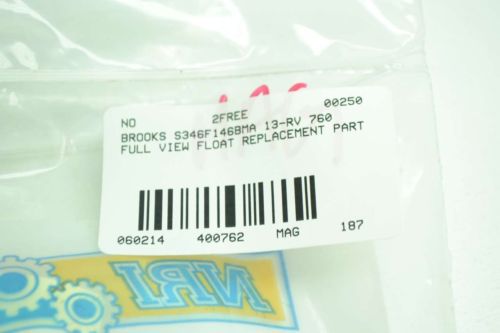 NO 2FREE 00250
BROOKS S346F146BMA 13-RV 760
FULL VIEW FLOAT REPLACEMENT PART
060214 400762 MAG 187
NRI